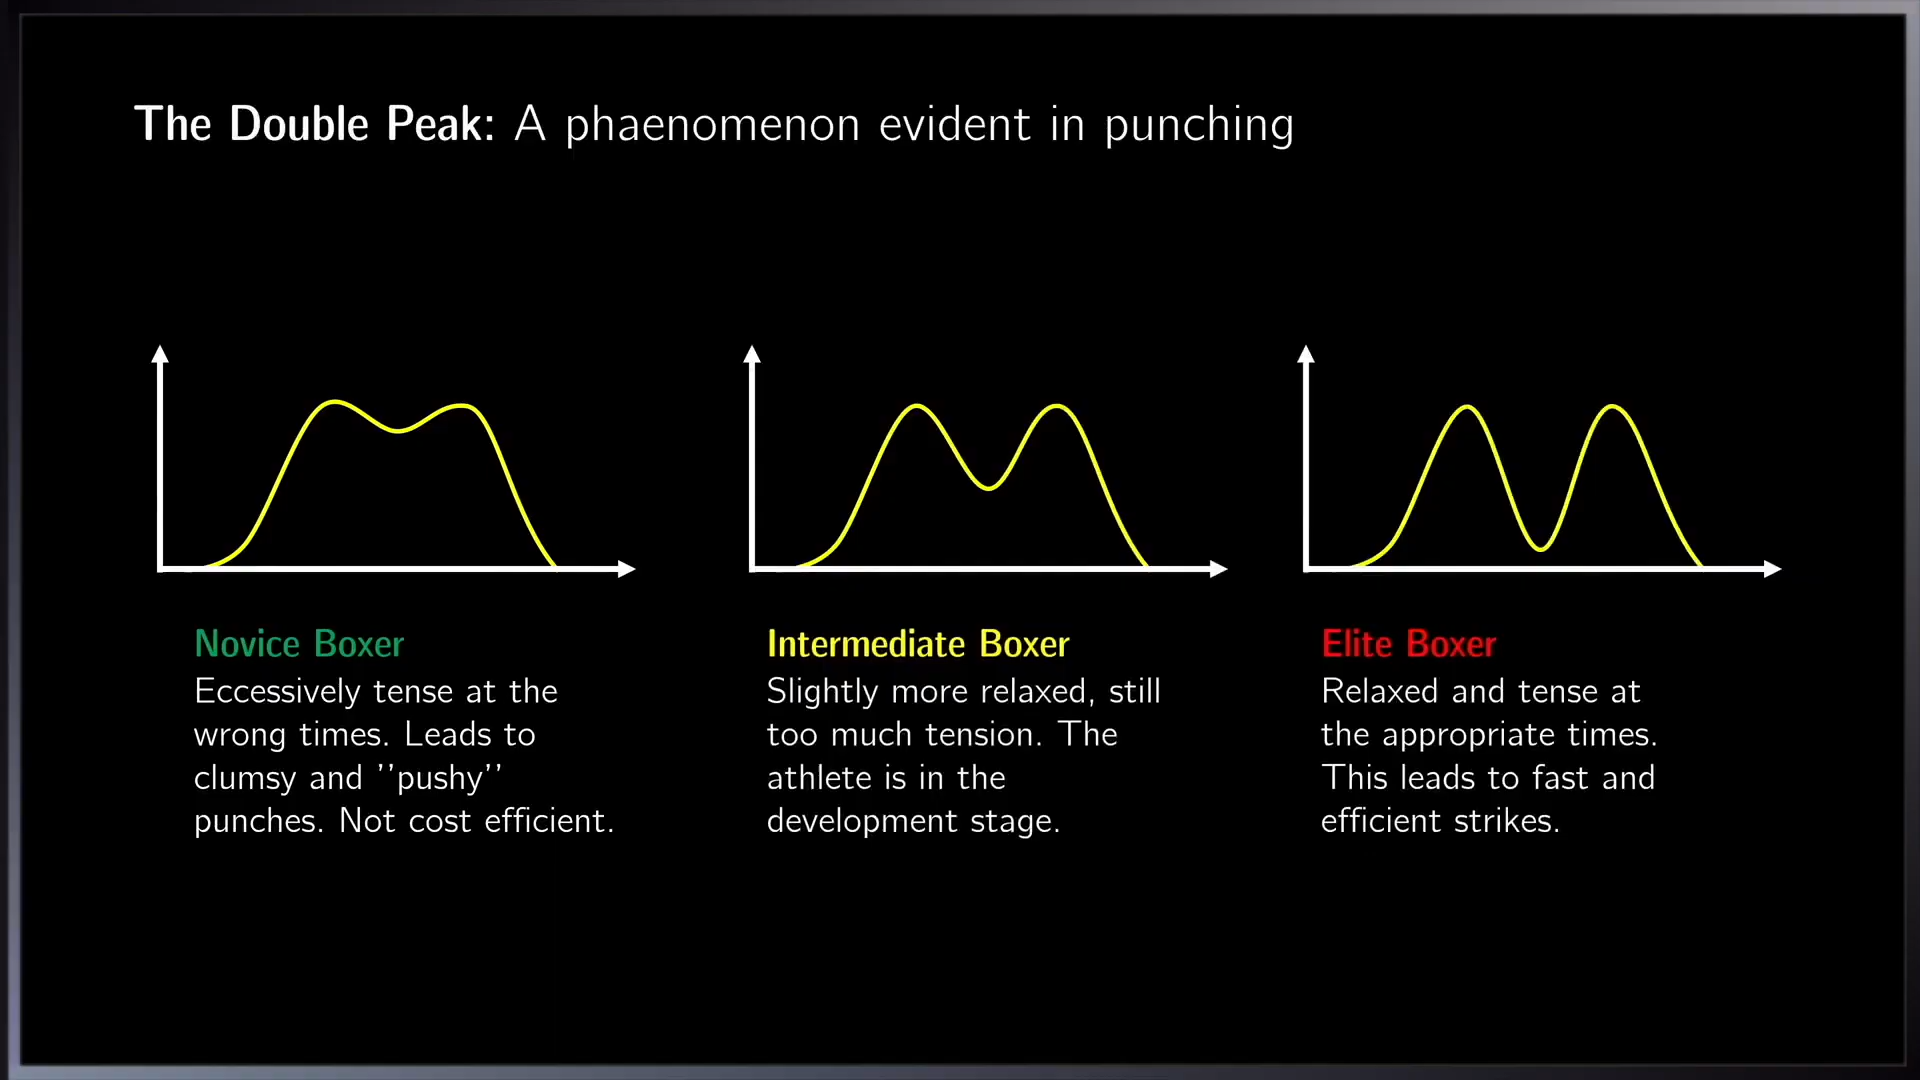 The Double Peak: A phaenomenon evident in punching
Novice Boxer
Eccessively tense at the
wrong times. Leads to
clumsy and ''pushy''
punches. Not cost efficient.
Intermediate Boxer
Slightly more relaxed, still
too much tension. The
athlete is in the
development stage.
Elite Boxer
Relaxed and tense at
the appropriate times.
This leads to fast and
efficient strikes.